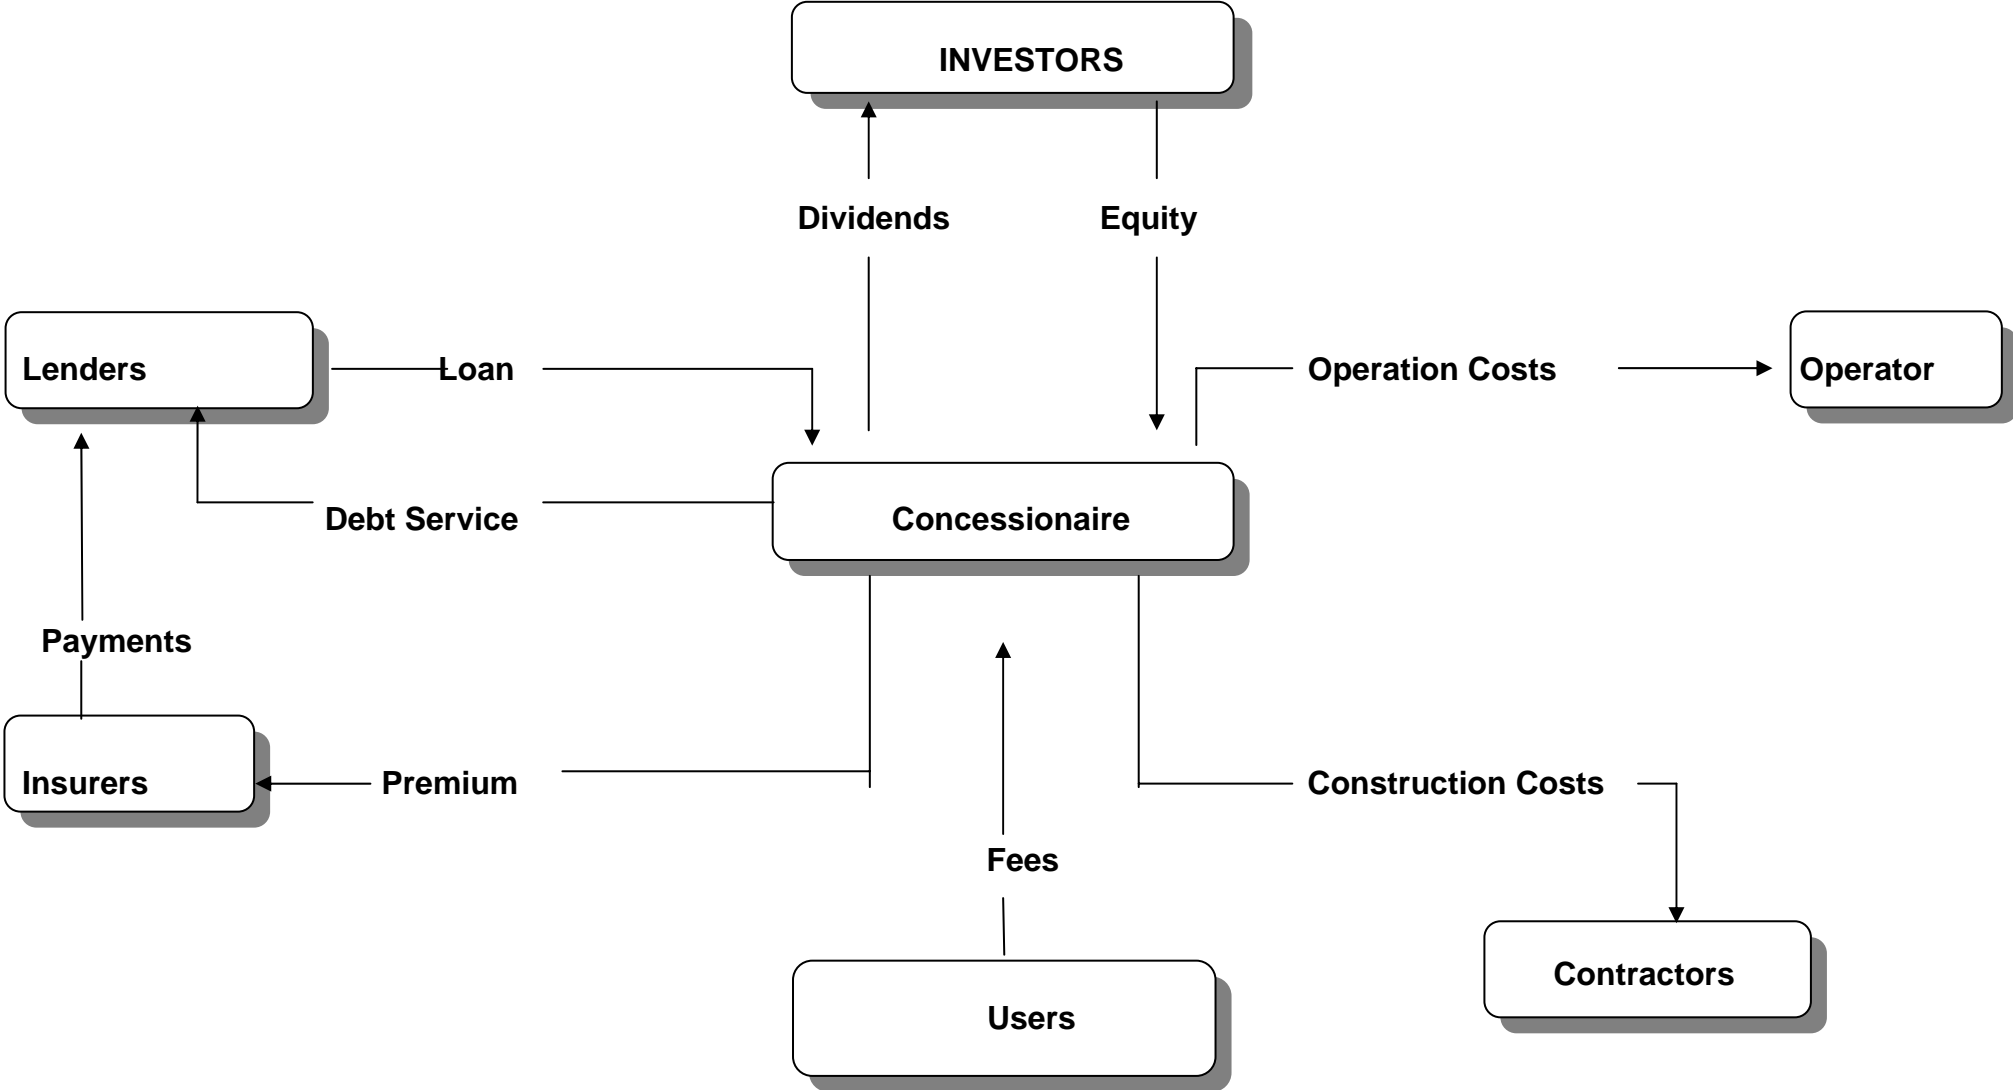 INVESTORS
Dividends
Equity
Lenders
Loan
Operation Costs
Operator
Debt Service
Concessionaire
Payments
Insurers
Premium
Construction Costs
Fees
Contractors
Users